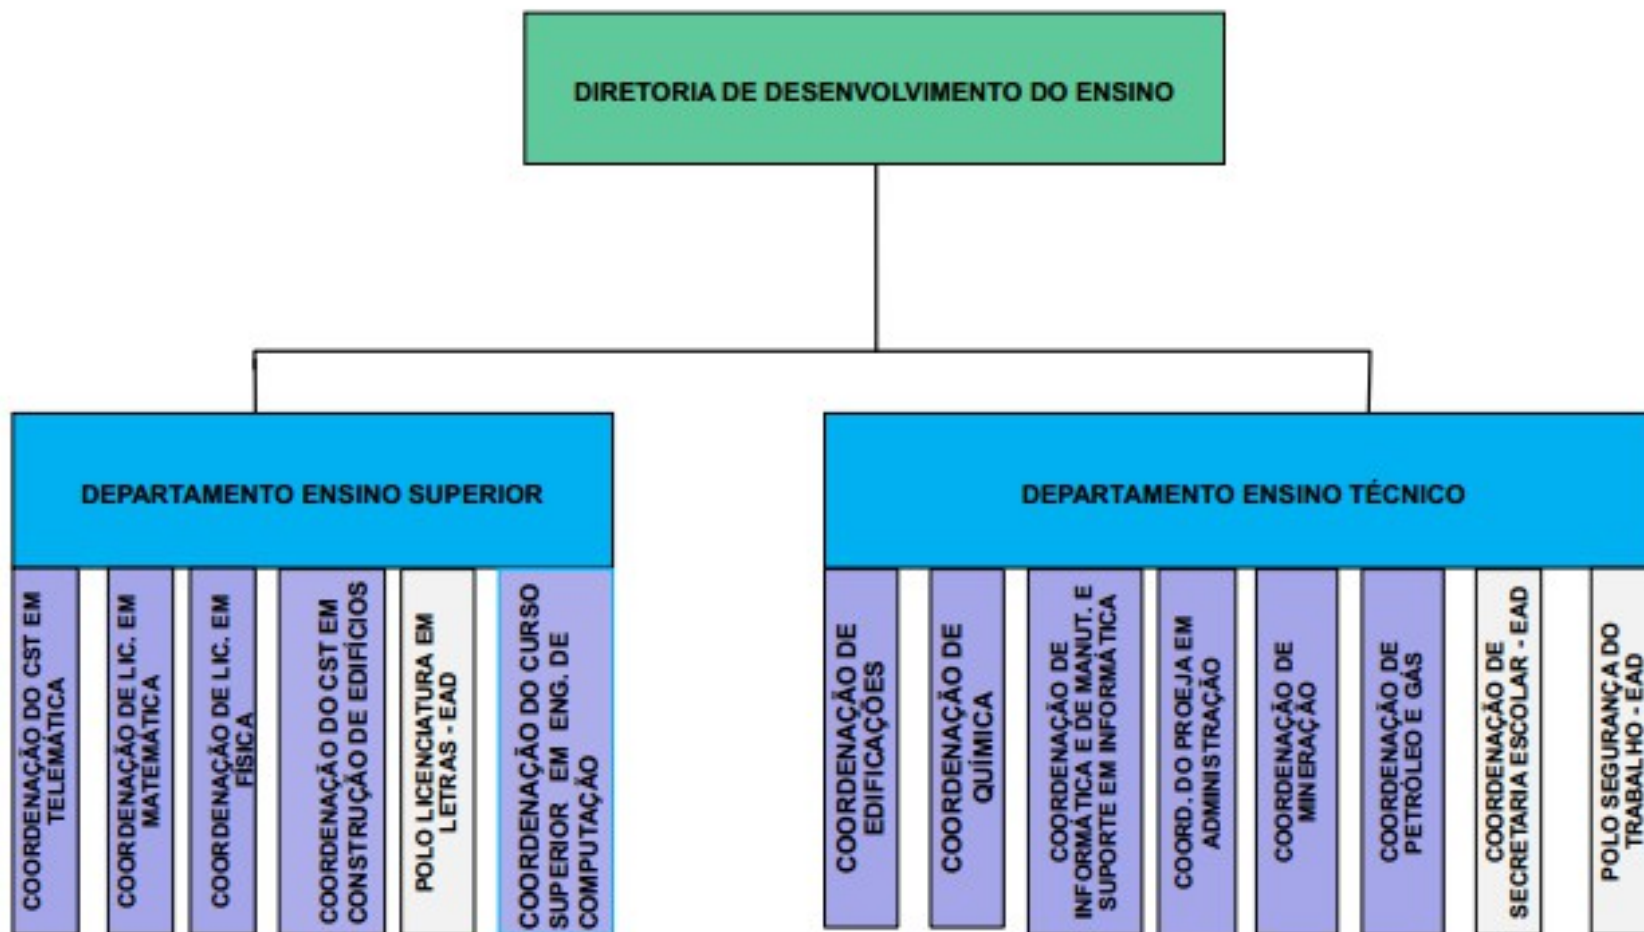 DIRETORIA DE DESENVOLVIMENTO DO ENSINO
DEPARTAMENTO ENSINO SUPERIOR
DEPARTAMENTO ENSINO TÉCNICO
COORDENAÇÃO DO CST EM
TELEMÁTICA
COORDENAÇÃO DE LIC. EM
MATEMÁTICA
COORDENAÇÃO DE LIC. EM
FÍSICA
COORDENAÇÃO DO CST EM
CONSTRUÇÃO DE EDIFÍCIOS
POLO LICENCIATURA EM
LETRAS - EAD
COORDENAÇÃO DO CURSO
SUPERIOR EM ENG. DE
COMPUTAÇÃO
COORDENAÇÃO DE
EDIFICAÇÕES
COORDENAÇÃO DE
QUÍMICA
COORDENAÇÃO DE
INFORMÁTICA E DE MANUT. E
SUPORTE EM INFORMÁTICA
COORD. DO PROEJA EM
ADMINISTRAÇÃO
COORDENAÇÃO DE
MINERAÇÃO
COORDENAÇÃO DE
PETRÓLEO E GÁS
COORDENAÇÃO DE
SECRETARIA ESCOLAR - EAD
POLO SEGURANÇA DO
TRABALHO - EAD